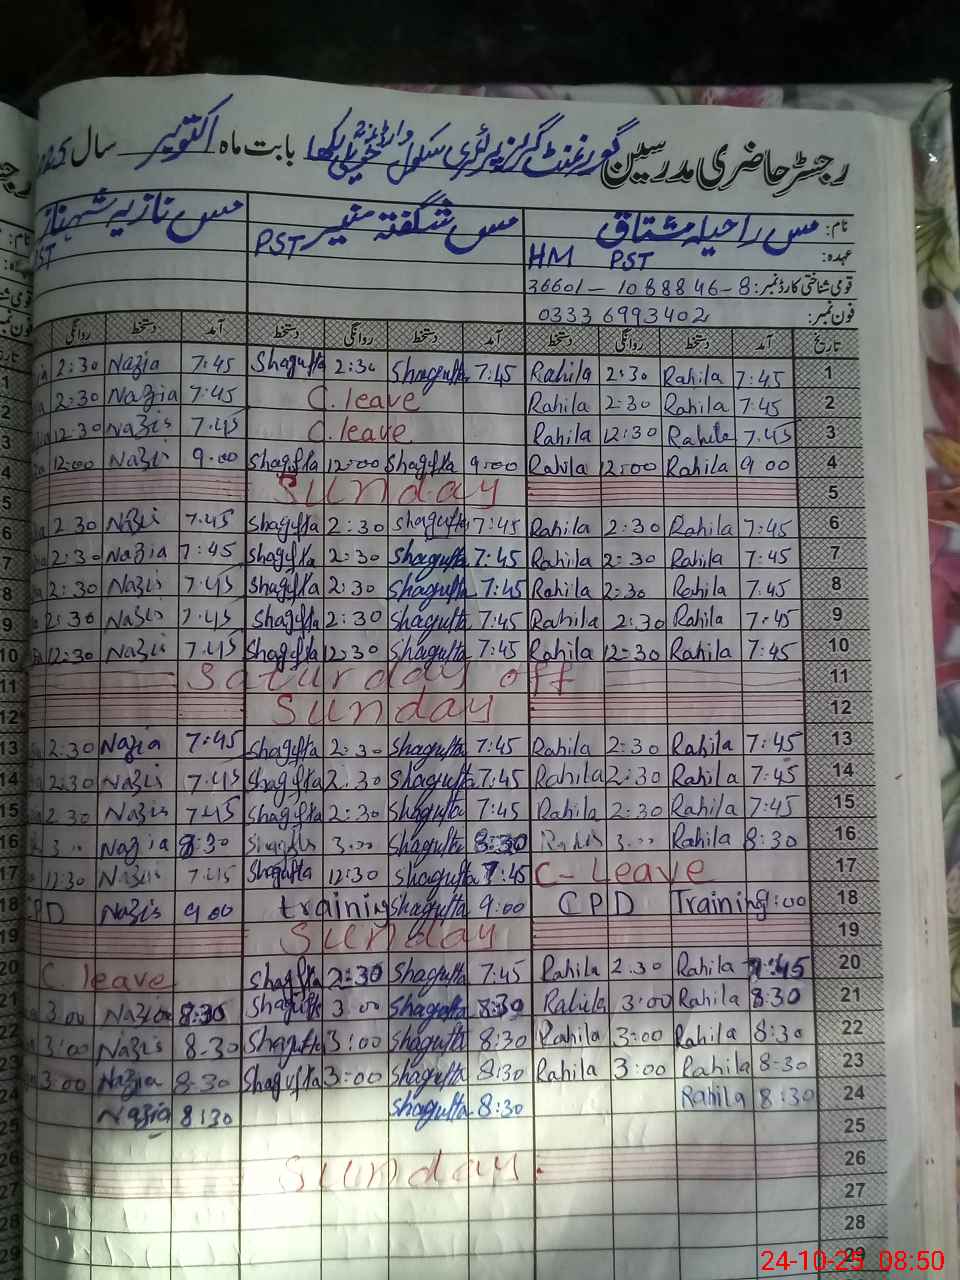 رجسٹر حاضری مدرسین گورنمنٹ گرلز پرائمری سکول وارڈ نمبر 2 بابت ماہ اکتوبر سال 2025
نام: مس راحیلہ مشتاق مس شگفتہ منیر مس نازیہ شہناز
عہدہ: HM PST PST PST
قومی شناختی کارڈ نمبر: 36601-1088846-8
فون نمبر: 0333 6993402
تاریخ آمد دستخط روانگی دستخط آمد دستخط روانگی دستخط آمد دستخط روانگی
1 7:45 Rahila 2:30 Rahila 7:45 Shagufta 2:30 Shagufta 7:45 Nazia 2:30
2 7:45 Rahila 2:30 Rahila C.leave 7:45 Nazia 2:30
3 7.45 Rahila 12:30 Rahila C.leave 7.45 Nazia 12:30
4 9 00 Rahila 12:00 Rahila 9:00 Shagufta 12:00 Shagufta 9.00 Nazia 12:00
5 Sunday
6 7:45 Rahila 2:30 Rahila 7:45 Shagufta 2:30 Shagufta 7:45 Nazia 2 30
7 7:45 Rahila 2:30 Rahila 7:45 Shagufta 2:30 Shagufta 7:45 Nazia 2:30
8 7:45 Rahila 2:30 Rahila 7:45 Shagufta 2:30 Shagufta 7:45 Nazia 2:30
9 7:45 Rahila 2:30 Rahila 7:45 Shagufta 2:30 Shagufta 7:45 Nazia 2:30
10 7:45 Rahila 12:30 Rahila 7:45 Shagufta 12:30 Shagufta 7:45 Nazia 12:30
11 Saturday off
12 Sunday
13 7:45 Rahila 2:30 Rahila 7:45 Shagufta 2:30 Shagufta 7:45 Nazia 2:30
14 7:45 Rahila 2:30 Rahila 7:45 Shagufta 2:30 Shagufta 7:45 Nazia 2:30
15 7:45 Rahila 2:30 Rahila 7:45 Shagufta 2:30 Shagufta 7:45 Nazia 2:30
16 8:30 Rahila 3.00 Rahila 8:30 Shagufta 3.00 Shagufta 8:30 Nazia 3.00
17 C-Leave 7:45 Shagufta 12:30 Shagufta 7:45 Nazia 12:30
18 9:00 Training CPD 9:00 Shagufta training 9 00 Nazia CPD
19 Sunday
20 7:45 Rahila 2.30 Rahila 7:45 Shagufta 2:30 Shagufta C.leave
21 8:30 Rahila 3:00 Rahila 8:30 Shagufta 3.00 Shagufta 8:30 Nazia 3.00
22 8:30 Rahila 3:00 Rahila 8:30 Shagufta 3:00 Shagufta 8-30 Nazia 3:00
23 8-30 Rahila 3:00 Rahila 8:30 Shagufta 3:00 Shagufta 8-30 Nazia 3:00
24 8:30 Rahila 8:30 Shagufta 8:30 Nazia
25
26 Sunday.
27
28
29
24-10-25 08:50